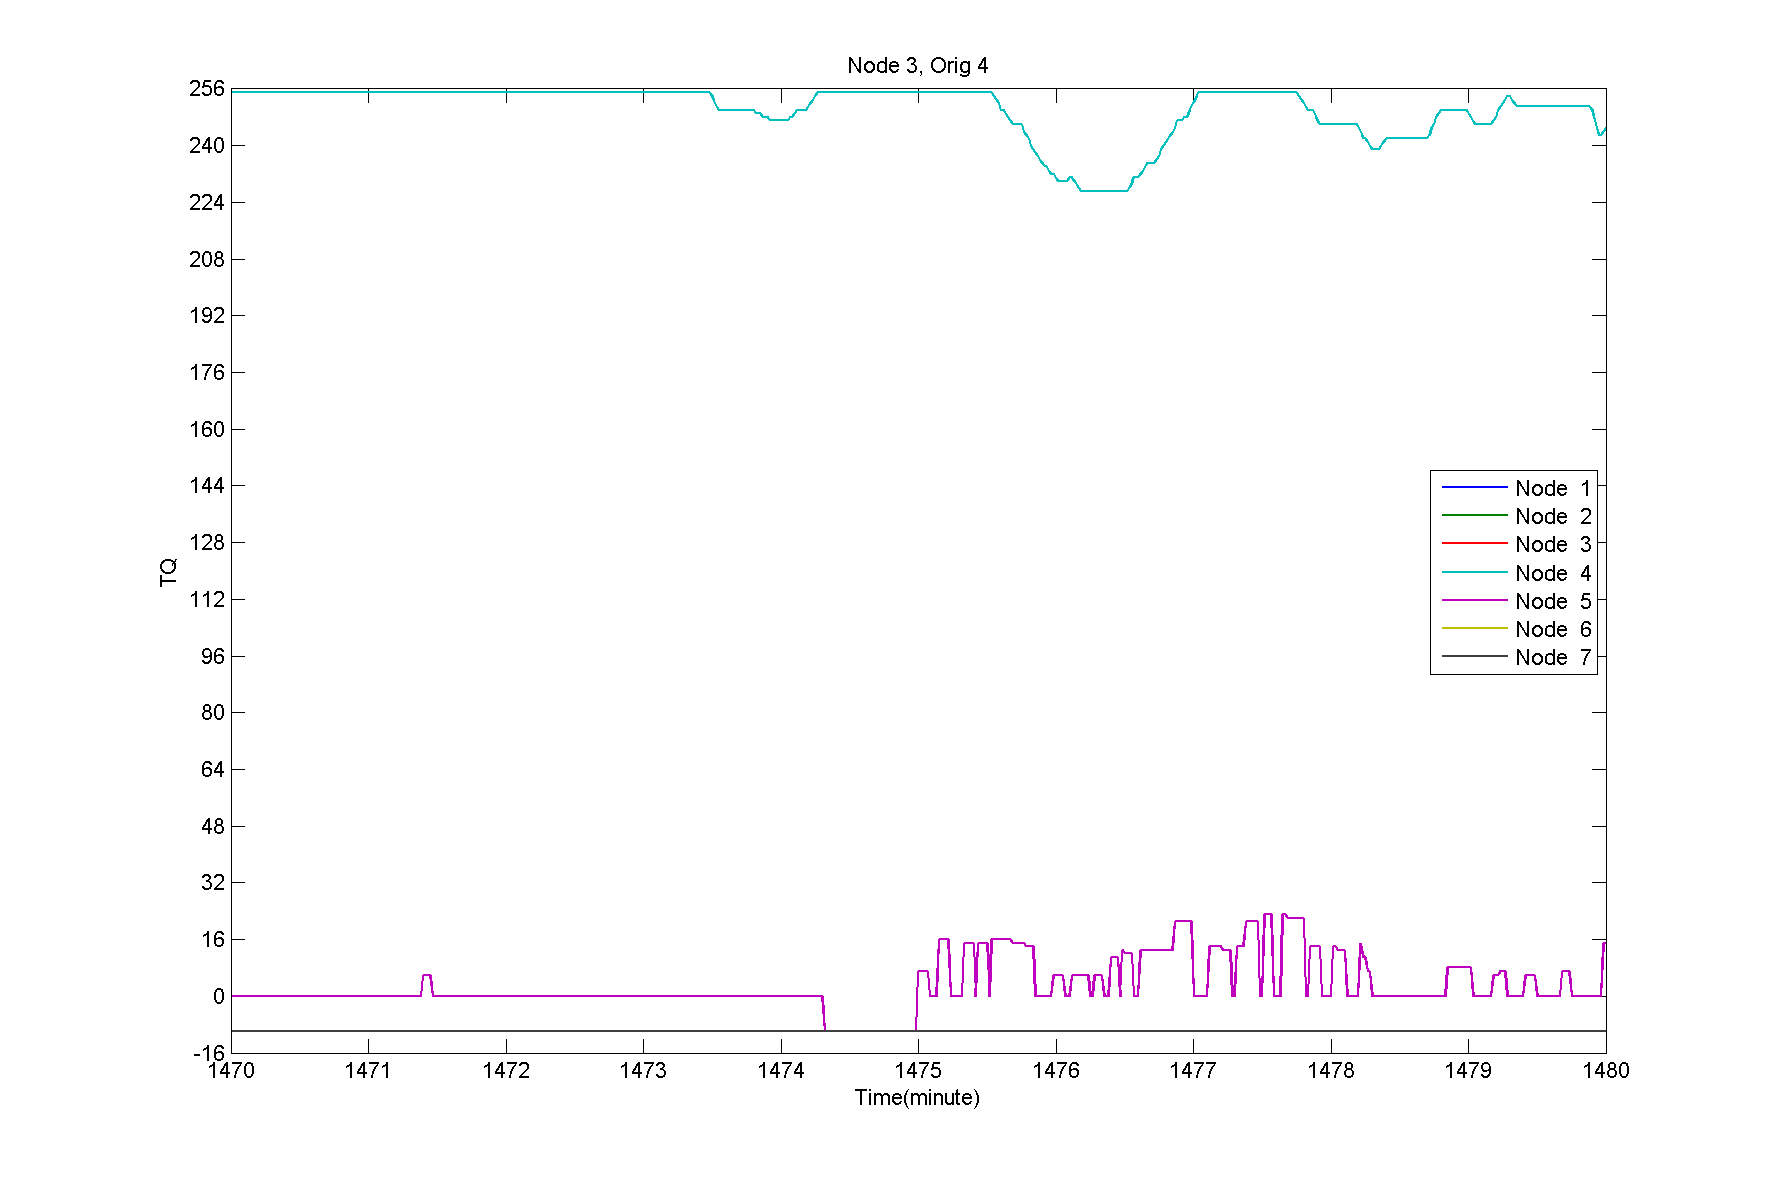 Node 3, Orig 4
256
240
224
208
192
176
160
144
128
112
96
80
64
48
32
16
0
-16
TQ
Node 1
Node 2
Node 3
Node 4
Node 5
Node 6
Node 7
1470 1471 1472 1473 1474 1475 1476 1477 1478 1479 1480
Time(minute)